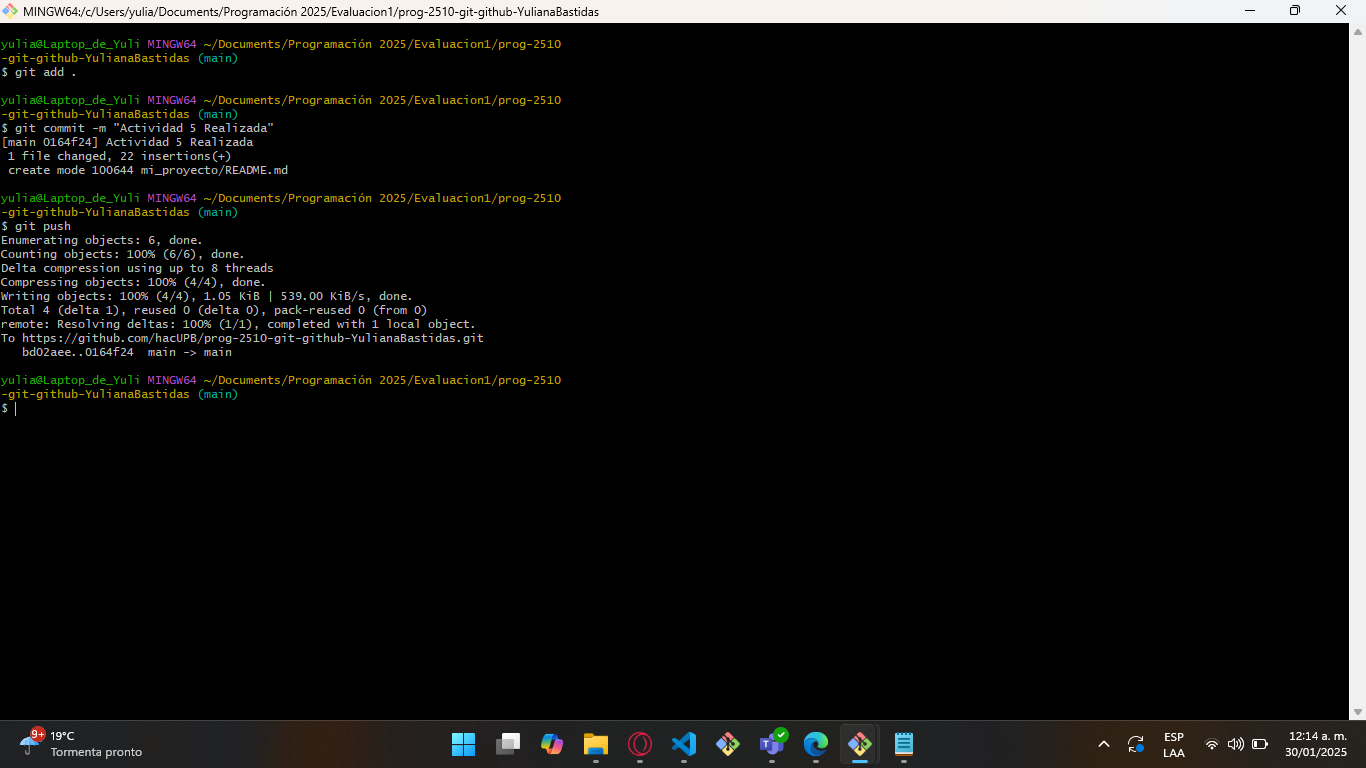 MINGW64:/c/Users/yulia/Documents/Programación 2025/Evaluacion1/prog-2510-git-github-YulianaBastidas
yulia@Laptop_de_Yuli MINGW64 ~/Documents/Programación 2025/Evaluacion1/prog-2510
-git-github-YulianaBastidas (main)
$ git add .
yulia@Laptop_de_Yuli MINGW64 ~/Documents/Programación 2025/Evaluacion1/prog-2510
-git-github-YulianaBastidas (main)
$ git commit -m "Actividad 5 Realizada"
[main 0164f24] Actividad 5 Realizada
 1 file changed, 22 insertions(+)
 create mode 100644 mi_proyecto/README.md
yulia@Laptop_de_Yuli MINGW64 ~/Documents/Programación 2025/Evaluacion1/prog-2510
-git-github-YulianaBastidas (main)
$ git push
Enumerating objects: 6, done.
Counting objects: 100% (6/6), done.
Delta compression using up to 8 threads
Compressing objects: 100% (4/4), done.
Writing objects: 100% (4/4), 1.05 KiB | 539.00 KiB/s, done.
Total 4 (delta 1), reused 0 (delta 0), pack-reused 0 (from 0)
remote: Resolving deltas: 100% (1/1), completed with 1 local object.
To https://github.com/hacUPB/prog-2510-git-github-YulianaBastidas.git
   bd02aee..0164f24  main -> main
yulia@Laptop_de_Yuli MINGW64 ~/Documents/Programación 2025/Evaluacion1/prog-2510
-git-github-YulianaBastidas (main)
$
9+
19°C
Tormenta pronto
ESP
LAA
12:14 a. m.
30/01/2025